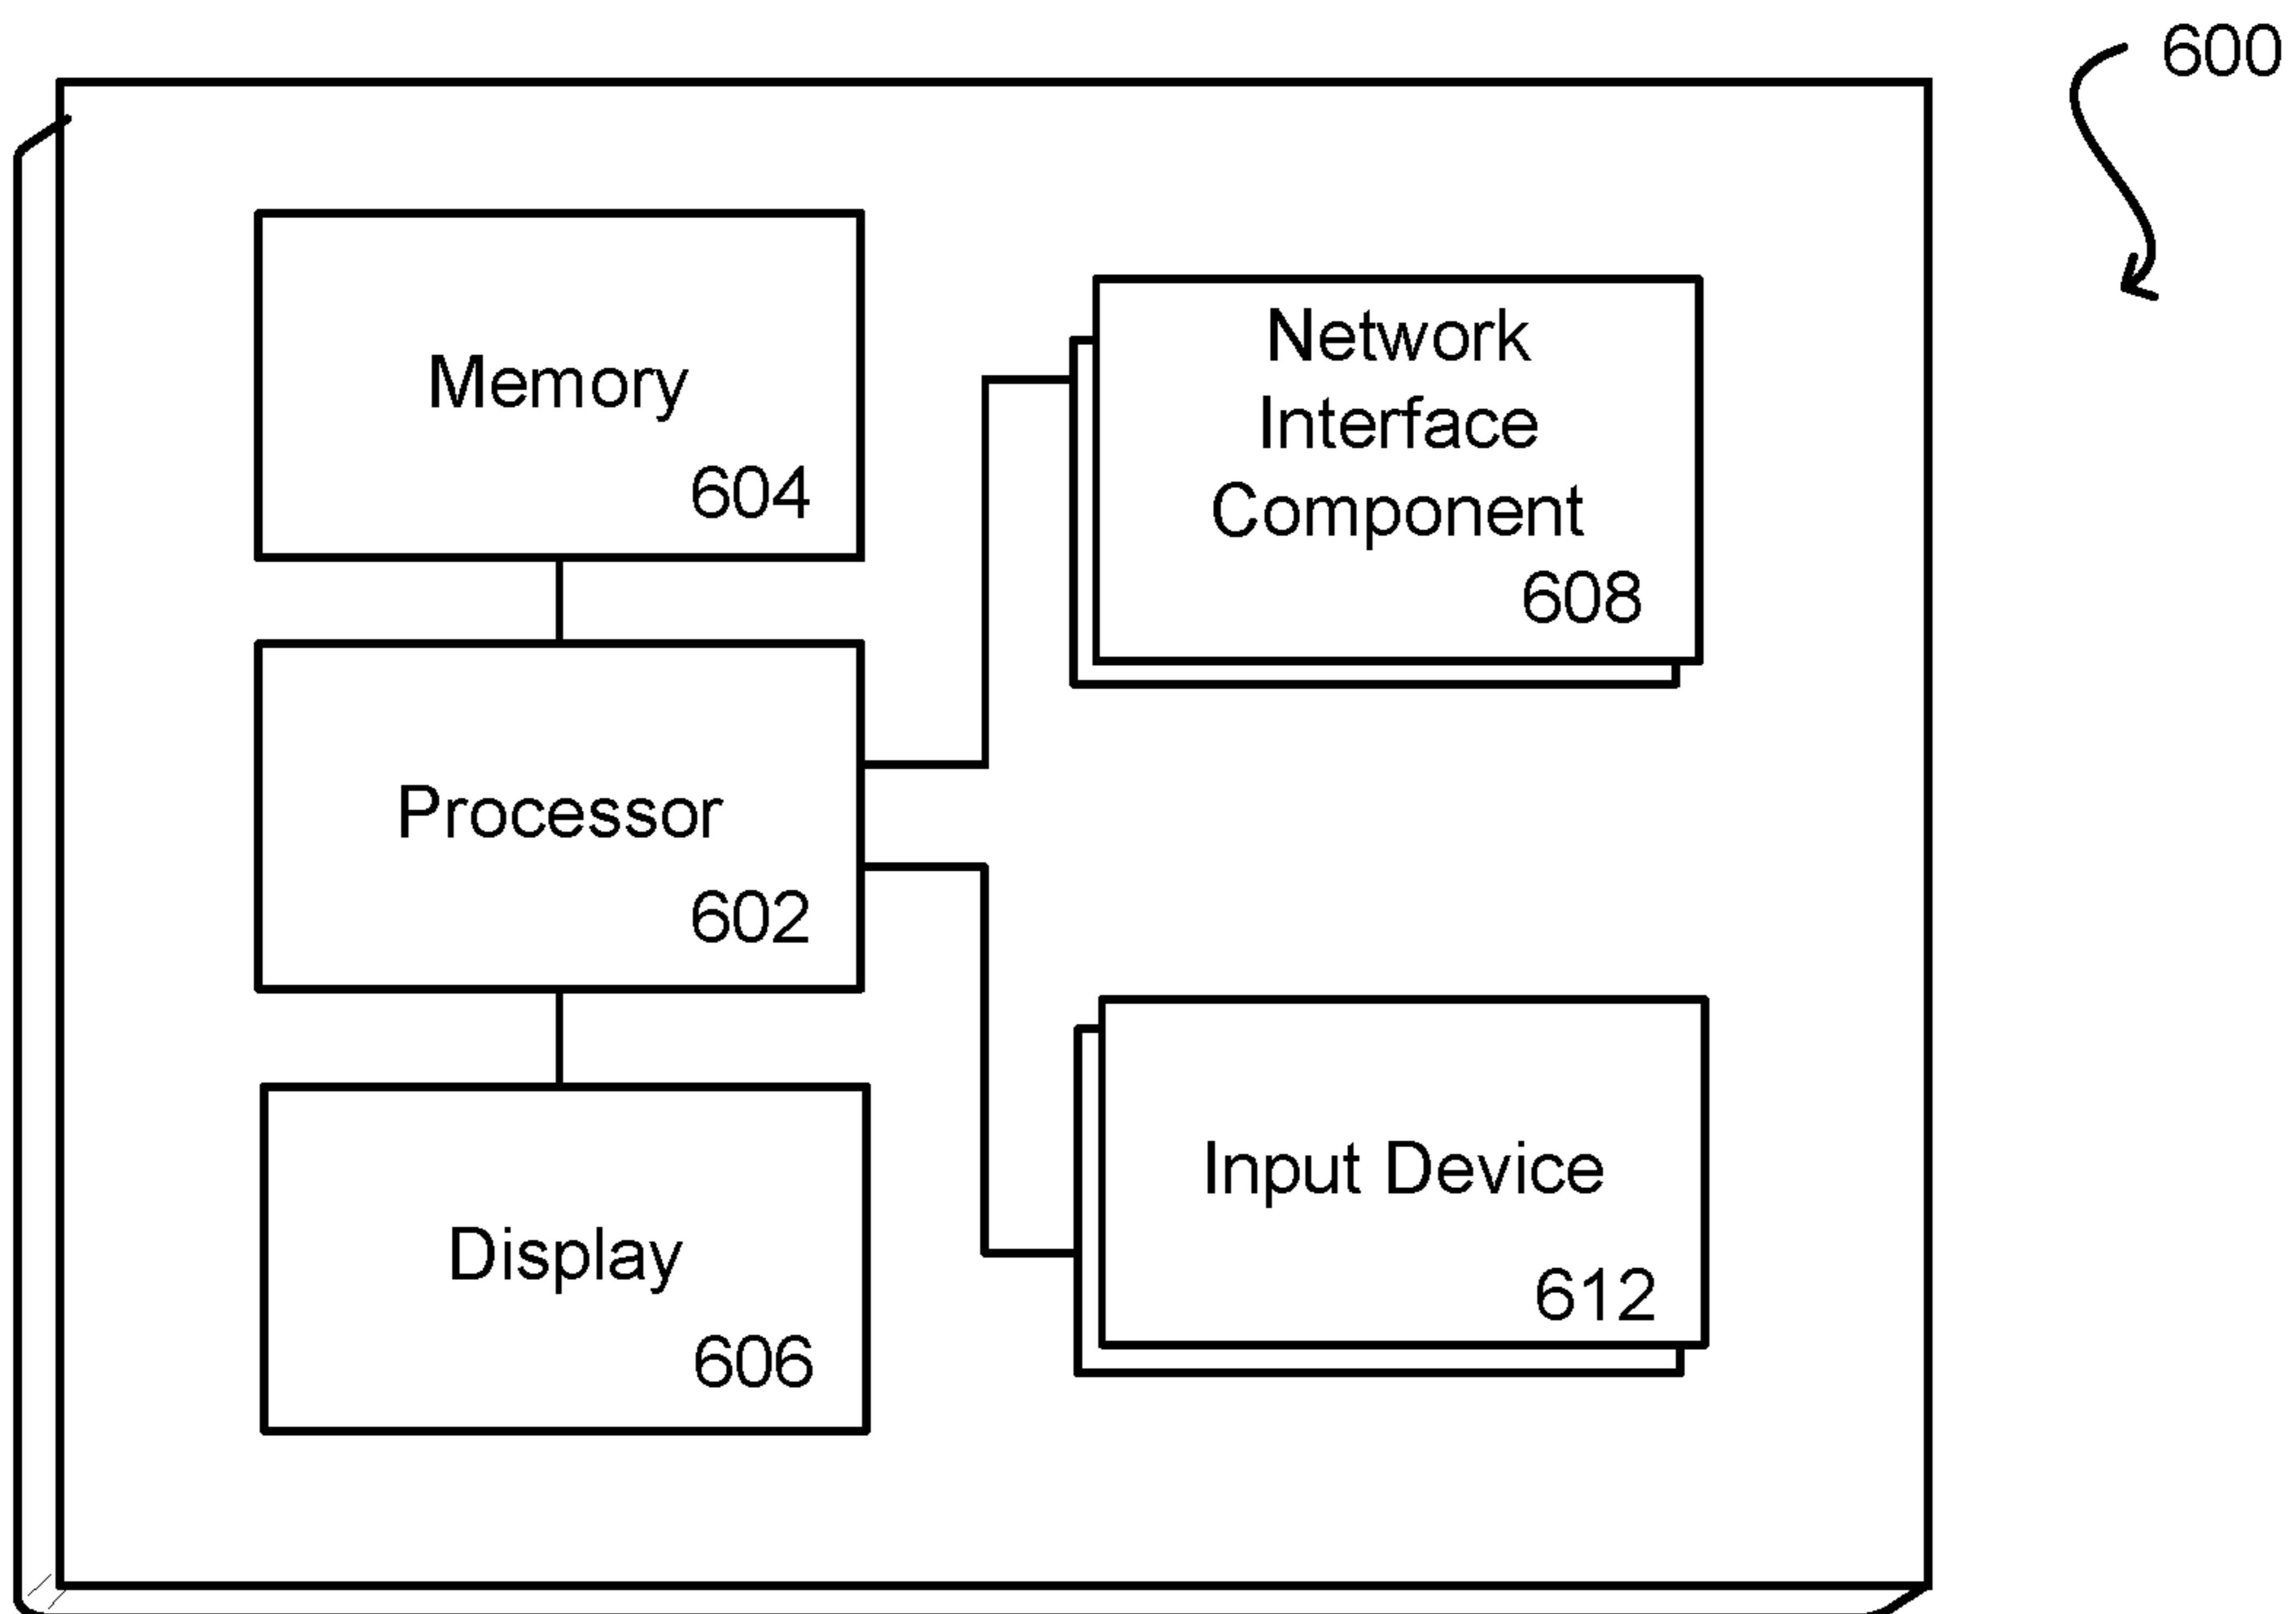 600
Memory
604
Network
Interface
Component
608
Processor
602
Input Device
612
Display
606